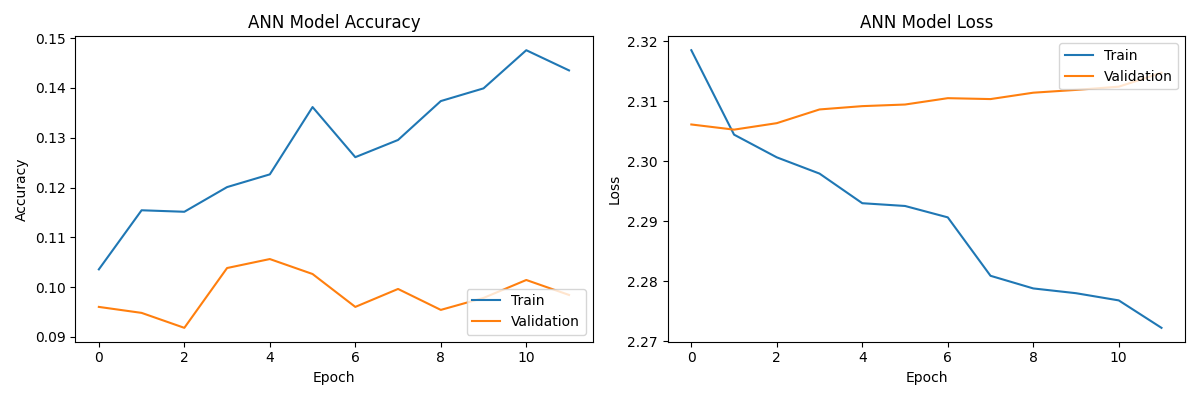 ANN Model Accuracy
0.15
0.14
0.13
0.12
0.11
0.10
0.09
Accuracy
0 2 4 6 8 10
Epoch
Train
Validation
ANN Model Loss
2.32
2.31
2.30
2.29
2.28
2.27
Loss
0 2 4 6 8 10
Epoch
Train
Validation